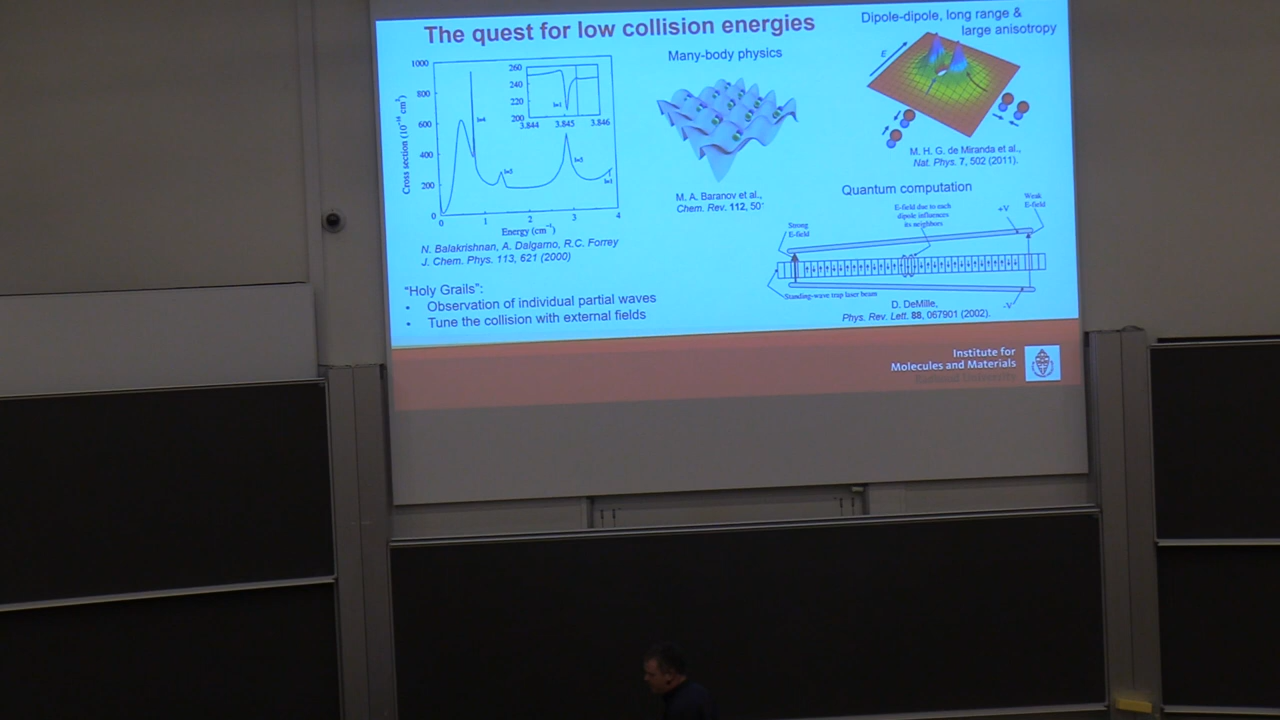 The quest for low collision energies
Dipole-dipole, long range &
large anisotropy
Many-body physics
1000
800
600
400
200
0
Cross section (10⁻¹⁶ cm²)
0
1
2
3
4
Energy (cm⁻¹)
260
240
220
200
3.844
3.845
3.846
l=5
E
M. H. G. de Miranda et al.,
Nat. Phys. 7, 502 (2011).
M. A. Baranov et al.,
Chem. Rev. 112, 50
Quantum computation
Strong
E-field
E-field due to each
dipole influences
its neighbors
+V
Weak
E-field
Standing-wave trap laser beam
-V
N. Balakrishnan, A. Dalgarno, R.C. Forrey
J. Chem. Phys. 113, 621 (2000)
D. DeMille,
Phys. Rev. Lett. 88, 067901 (2002).
"Holy Grails":
• Observation of individual partial waves
• Tune the collision with external fields
Institute for
Molecules and Materials
Radboud University